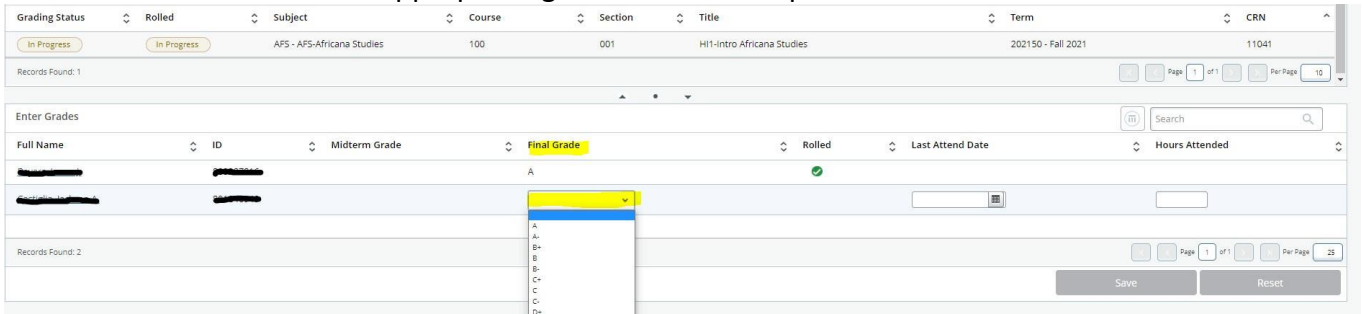 Grading Status Rolled Subject Course Section Title Term CRN
In Progress In Progress AFS - AFS-Africana Studies 100 001 HI1-Intro Africana Studies 202150 - Fall 2021 11041
Records Found: 1 Page 1 of 1 Per Page 10
Enter Grades Search
Full Name ID Midterm Grade Final Grade Rolled Last Attend Date Hours Attended
A
A
A-
B+
B
B-
C+
C
C-
D+
Records Found: 2 Page 1 of 1 Per Page 25
Save Reset